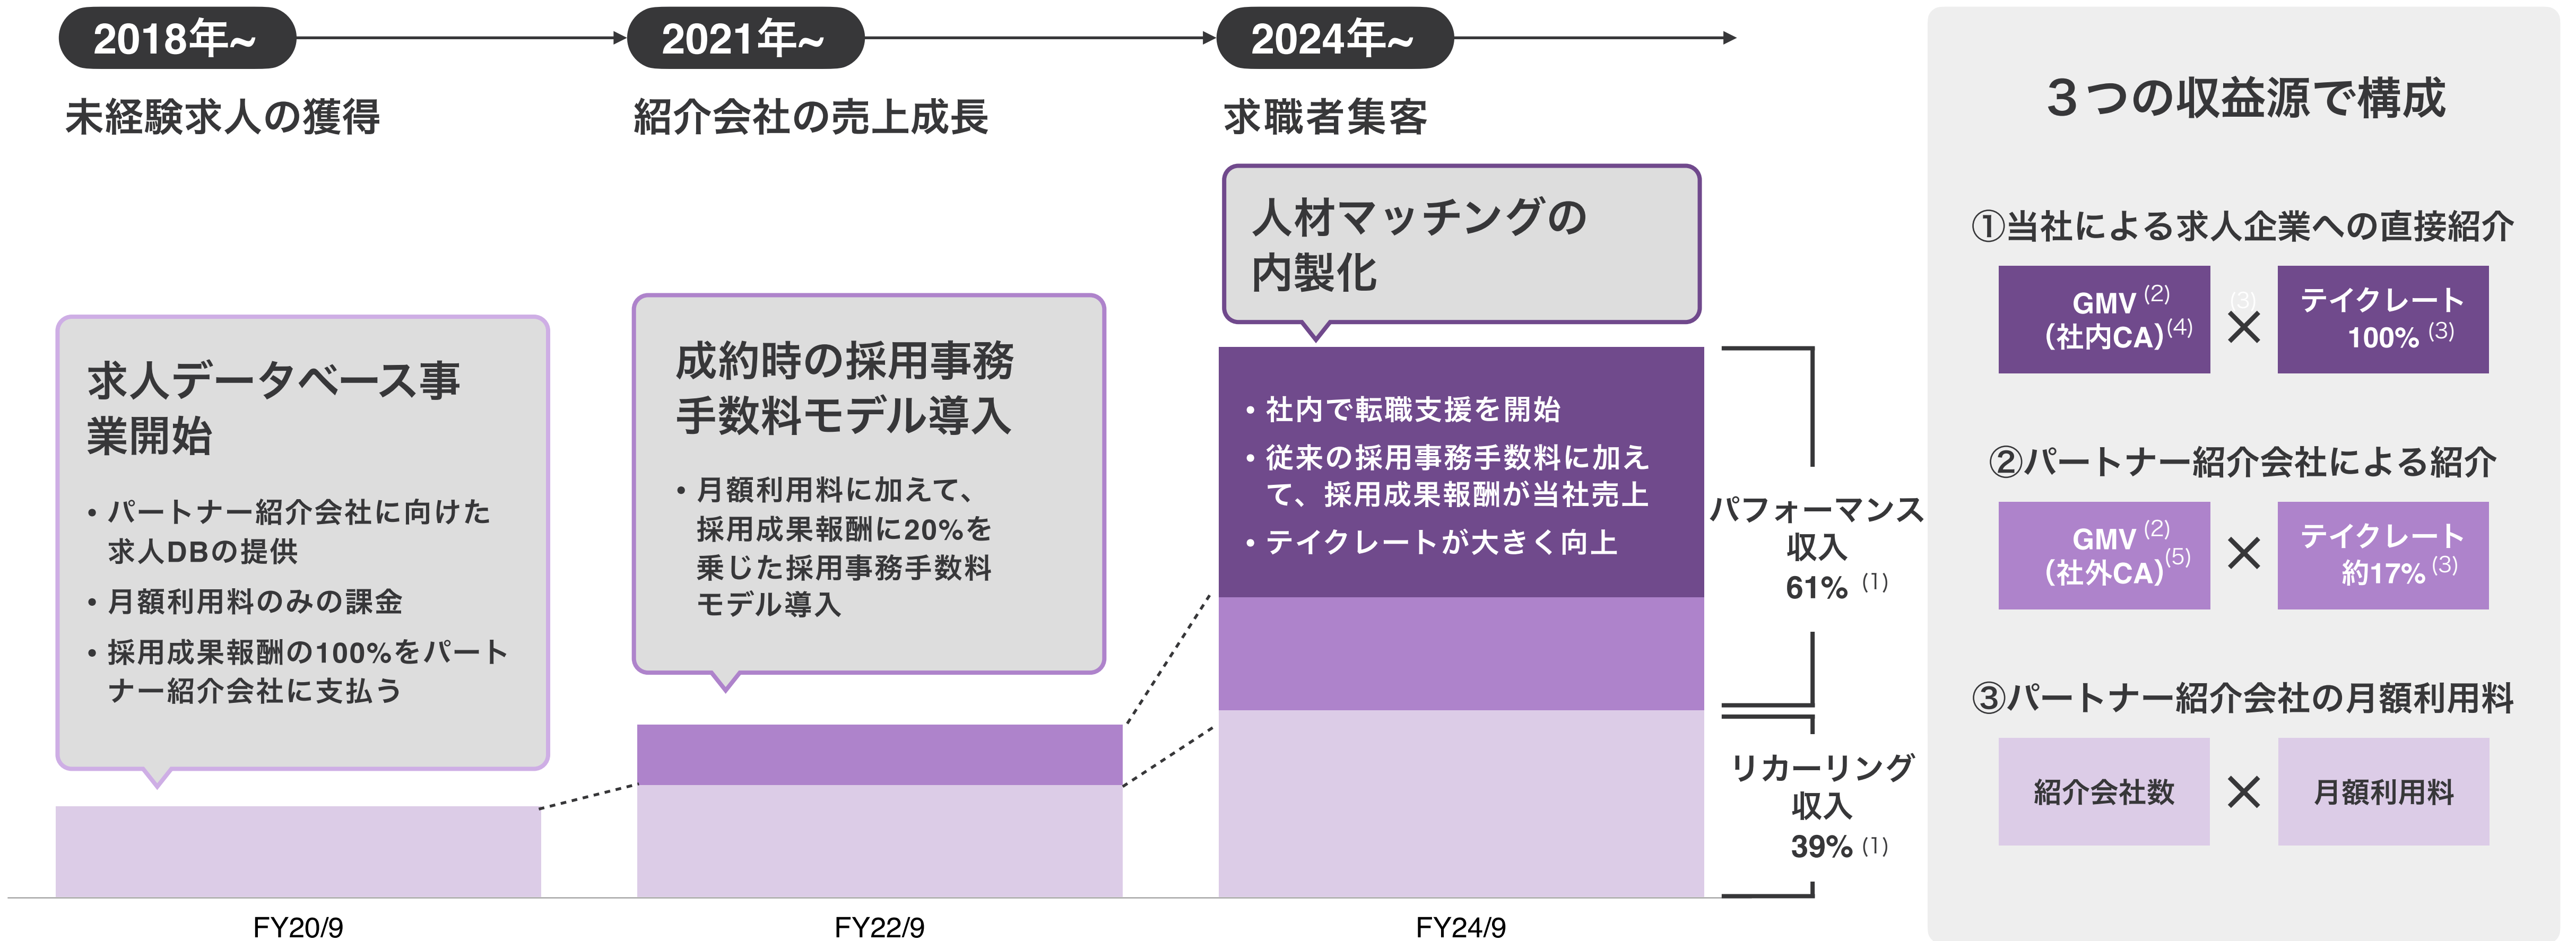 2018年~
未経験求人の獲得
求人データベース事
業開始
• パートナー紹介会社に向けた
求人DBの提供
• 月額利用料のみの課金
• 採用成果報酬の100%をパート
ナー紹介会社に支払う
FY20/9
2021年~
紹介会社の売上成長
成約時の採用事務
手数料モデル導入
• 月額利用料に加えて、
採用成果報酬に20%を
乗じた採用事務手数料
モデル導入
FY22/9
2024年~
求職者集客
人材マッチングの
内製化
• 社内で転職支援を開始
• 従来の採用事務手数料に加え
て、採用成果報酬が当社売上
• テイクレートが大きく向上
FY24/9
パフォーマンス
収入
61% (1)
リカーリング
収入
39% (1)
３つの収益源で構成
①当社による求人企業への直接紹介
GMV (2)
（社内CA）(4)
(3)
×
テイクレート
100% (3)
②パートナー紹介会社による紹介
GMV (2)
（社外CA）(5)
×
テイクレート
約17% (3)
③パートナー紹介会社の月額利用料
紹介会社数
×
月額利用料